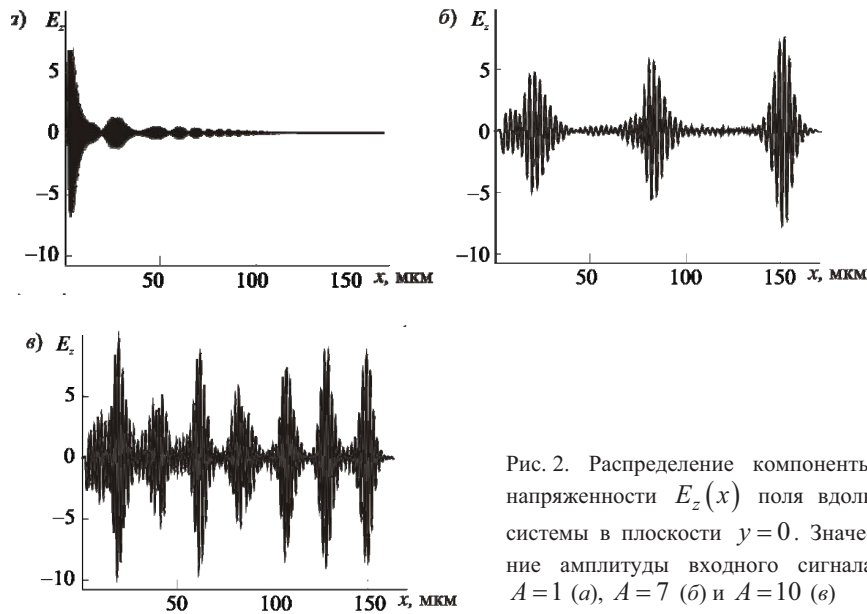 а) E_z
б) E_z
5
0
−5
−10
50
100
150
x, мкм
5
0
−5
−10
50
100
150
x, мкм
в) E_z
5
0
−5
−10
50
100
150
x, мкм
Рис. 2. Распределение компоненты
напряженности E_z(x) поля вдоль
системы в плоскости y = 0. Значе-
ние амплитуды входного сигнала
A = 1 (а), A = 7 (б) и A = 10 (в)